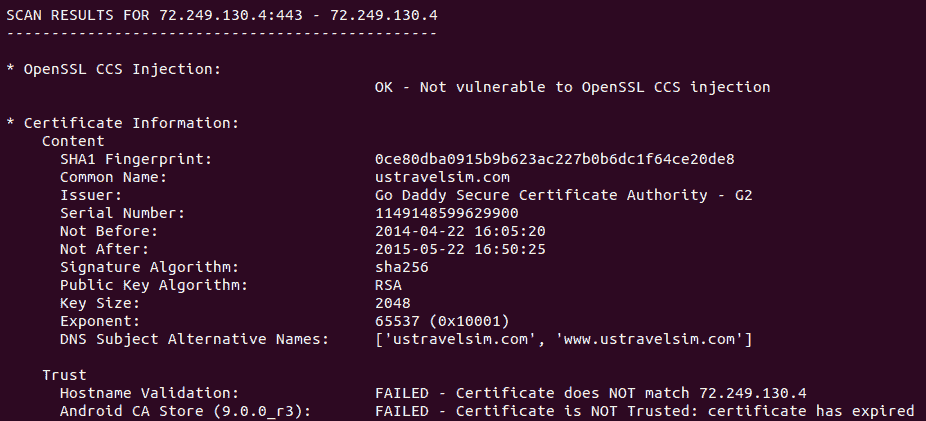 SCAN RESULTS FOR 72.249.130.4:443 - 72.249.130.4
------------------------------------------------
* OpenSSL CCS Injection:
OK - Not vulnerable to OpenSSL CCS injection
* Certificate Information:
Content
SHA1 Fingerprint: 0ce80dba0915b9b623ac227b0b6dc1f64ce20de8
Common Name: ustravelsim.com
Issuer: Go Daddy Secure Certificate Authority - G2
Serial Number: 1149148599629900
Not Before: 2014-04-22 16:05:20
Not After: 2015-05-22 16:50:25
Signature Algorithm: sha256
Public Key Algorithm: RSA
Key Size: 2048
Exponent: 65537 (0x10001)
DNS Subject Alternative Names: ['ustravelsim.com', 'www.ustravelsim.com']
Trust
Hostname Validation: FAILED - Certificate does NOT match 72.249.130.4
Android CA Store (9.0.0_r3): FAILED - Certificate is NOT Trusted: certificate has expired